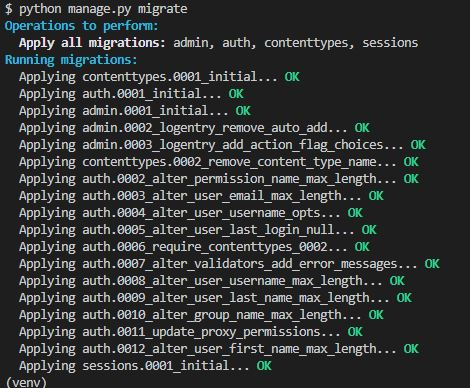 $ python manage.py migrate
Operations to perform:
  Apply all migrations: admin, auth, contenttypes, sessions
Running migrations:
  Applying contenttypes.0001_initial... OK
  Applying auth.0001_initial... OK
  Applying admin.0001_initial... OK
  Applying admin.0002_logentry_remove_auto_add... OK
  Applying admin.0003_logentry_add_action_flag_choices... OK
  Applying contenttypes.0002_remove_content_type_name... OK
  Applying auth.0002_alter_permission_name_max_length... OK
  Applying auth.0003_alter_user_email_max_length... OK
  Applying auth.0004_alter_user_username_opts... OK
  Applying auth.0005_alter_user_last_login_null... OK
  Applying auth.0006_require_contenttypes_0002... OK
  Applying auth.0007_alter_validators_add_error_messages... OK
  Applying auth.0008_alter_user_username_max_length... OK
  Applying auth.0009_alter_user_last_name_max_length... OK
  Applying auth.0010_alter_group_name_max_length... OK
  Applying auth.0011_update_proxy_permissions... OK
  Applying auth.0012_alter_user_first_name_max_length... OK
  Applying sessions.0001_initial... OK
(venv)